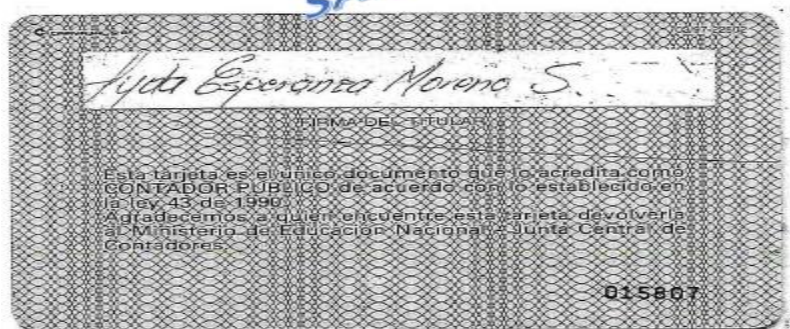 Esperanza Moreno S.
FIRMA DEL TITULAR
Esta tarjeta es el único documento que lo acredita como
CONTADOR PUBLICO de acuerdo con lo establecido en
la ley 43 de 1990.
Agradecemos a quien encuentre esta tarjeta devolverla
al Ministerio de Educación Nacional - Junta Central de
Contadores.
015807